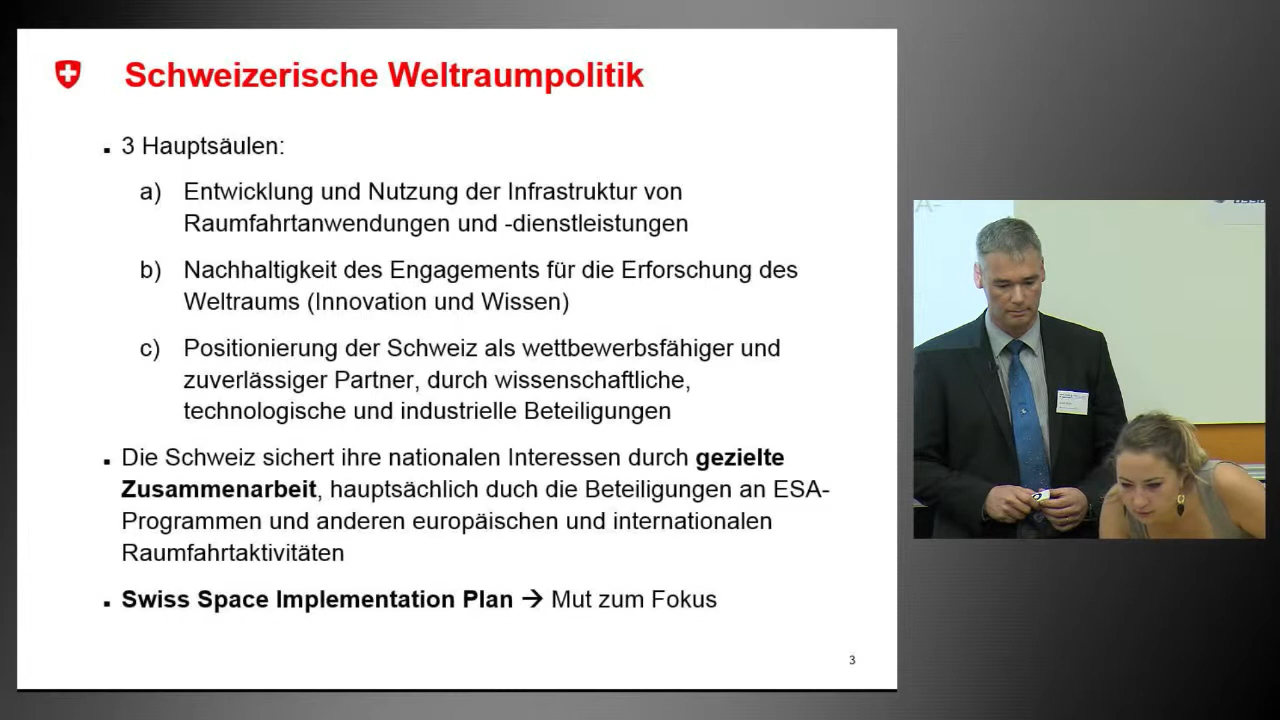 Schweizerische Weltraumpolitik
▪ 3 Hauptsäulen:
a) Entwicklung und Nutzung der Infrastruktur von
Raumfahrtanwendungen und -dienstleistungen
b) Nachhaltigkeit des Engagements für die Erforschung des
Weltraums (Innovation und Wissen)
c) Positionierung der Schweiz als wettbewerbsfähiger und
zuverlässiger Partner, durch wissenschaftliche,
technologische und industrielle Beteiligungen
▪ Die Schweiz sichert ihre nationalen Interessen durch gezielte
Zusammenarbeit, hauptsächlich duch die Beteiligungen an ESA-
Programmen und anderen europäischen und internationalen
Raumfahrtaktivitäten
▪ Swiss Space Implementation Plan → Mut zum Fokus
3